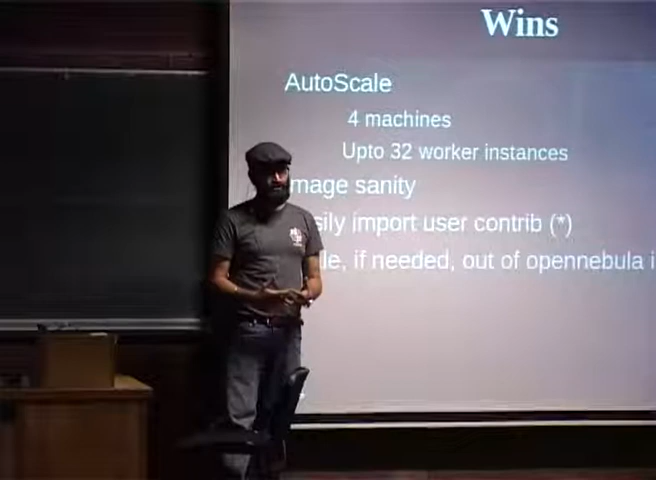 Wins
AutoScale
4 machines
Upto 32 worker instances
mage sanity
sily import user contrib (*)
le, if needed, out of opennebula i